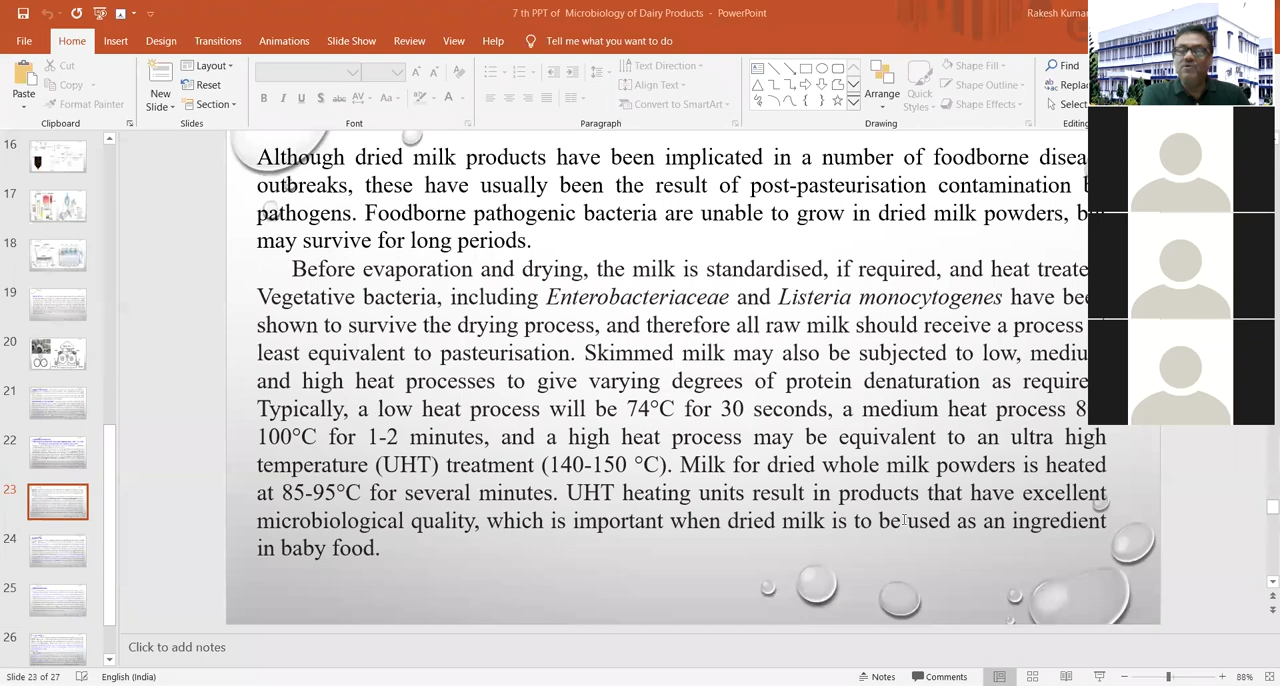 7 th PPT of Microbiology of Dairy Products - PowerPoint
Rakesh Kumar
File Home Insert Design Transitions Animations Slide Show Review View Help Tell me what you want to do
Paste
Cut
Copy
Format Painter
Clipboard
New
Slide
Layout
Reset
Section
Slides
B I U S abc AV Aa A
Font
Text Direction
Align Text
Convert to SmartArt
Paragraph
Arrange
Quick
Styles
Shape Fill
Shape Outline
Shape Effects
Drawing
Find
Select
Editing
16
17
18
19
20
21
22
23
24
25
26
Although dried milk products have been implicated in a number of foodborne
outbreaks, these have usually been the result of post-pasteurisation contamination
pathogens. Foodborne pathogenic bacteria are unable to grow in dried milk powders,
may survive for long periods.
Before evaporation and drying, the milk is standardised, if required, and heat
Vegetative bacteria, including Enterobacteriaceae and Listeria monocytogenes have
shown to survive the drying process, and therefore all raw milk should receive a process
least equivalent to pasteurisation. Skimmed milk may also be subjected to low,
and high heat processes to give varying degrees of protein denaturation as
Typically, a low heat process will be 74°C for 30 seconds, a medium heat process
100°C for 1-2 minutes, and a high heat process may be equivalent to an ultra high
temperature (UHT) treatment (140-150 °C). Milk for dried whole milk powders is heated
at 85-95°C for several minutes. UHT heating units result in products that have excellent
microbiological quality, which is important when dried milk is to be used as an ingredient
in baby food.
Click to add notes
Slide 23 of 27 English (India) Notes Comments 88%